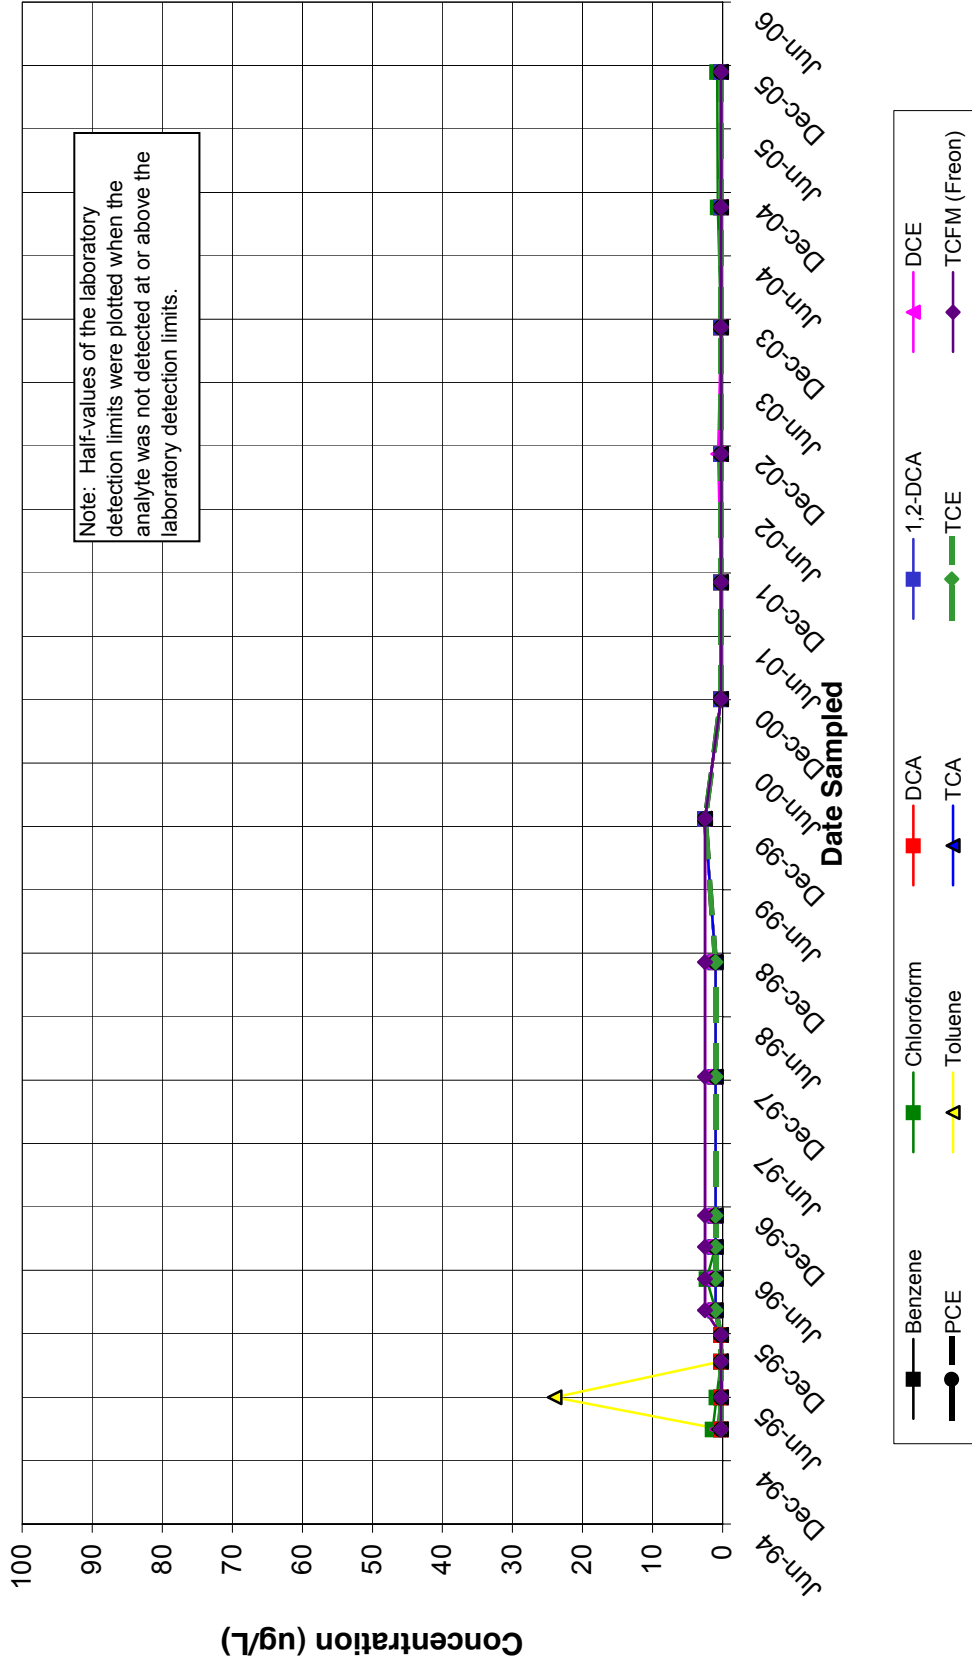 Note: Half-values of the laboratory
detection limits were plotted when the
analyte was not detected at or above the
laboratory detection limits.
Concentration (ug/L)
100
90
80
70
60
50
40
30
20
10
0
Jun-94
Dec-94
Jun-95
Dec-95
Jun-96
Dec-96
Jun-97
Dec-97
Jun-98
Dec-98
Jun-99
Dec-99
Jun-00
Dec-00
Jun-01
Dec-01
Jun-02
Dec-02
Jun-03
Dec-03
Jun-04
Dec-04
Jun-05
Dec-05
Jun-06
Date Sampled
Benzene Chloroform DCA 1,2-DCA DCE
PCE Toluene TCA TCE TCFM (Freon)